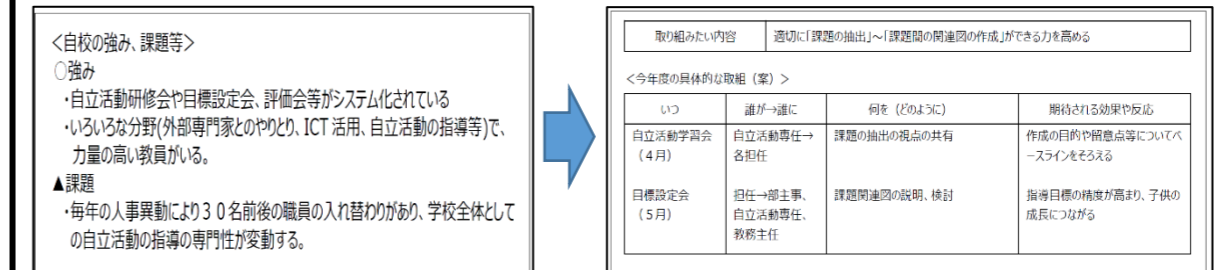 <自校の強み、課題等>
○強み
・自立活動研修会や目標設定会、評価会等がシステム化されている
・いろいろな分野(外部専門家とのやりとり、ICT 活用、自立活動の指導等)で、
力量の高い教員がいる。
▲課題
・毎年の人事異動により30名前後の職員の入れ替わりがあり、学校全体として
の自立活動の指導の専門性が変動する。
取り組みたい内容 適切に「課題の抽出」～「課題間の関連図の作成」ができる力を高める
<今年度の具体的な取組（案）>
いつ 誰が→誰に 何を（どのように） 期待される効果や反応
自立活動学習会 自立活動専任→ 課題の抽出の視点の共有 作成の目的や留意点等についてベ
（４月） 各担任 ースラインをそろえる
目標設定会 担任→部主事、 課題関連図の説明、検討 指導目標の精度が高まり、子供の
（５月） 自立活動専任、 成長につながる
教務主任